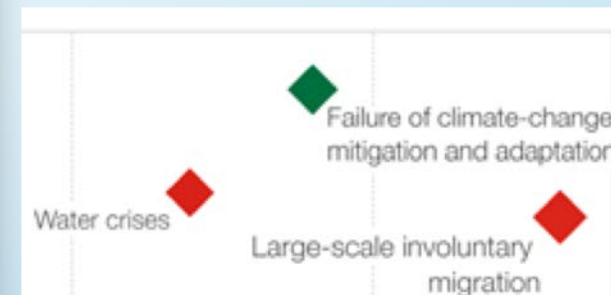 Failure of climate-change
mitigation and adaptation
Water crises
Large-scale involuntary
migration